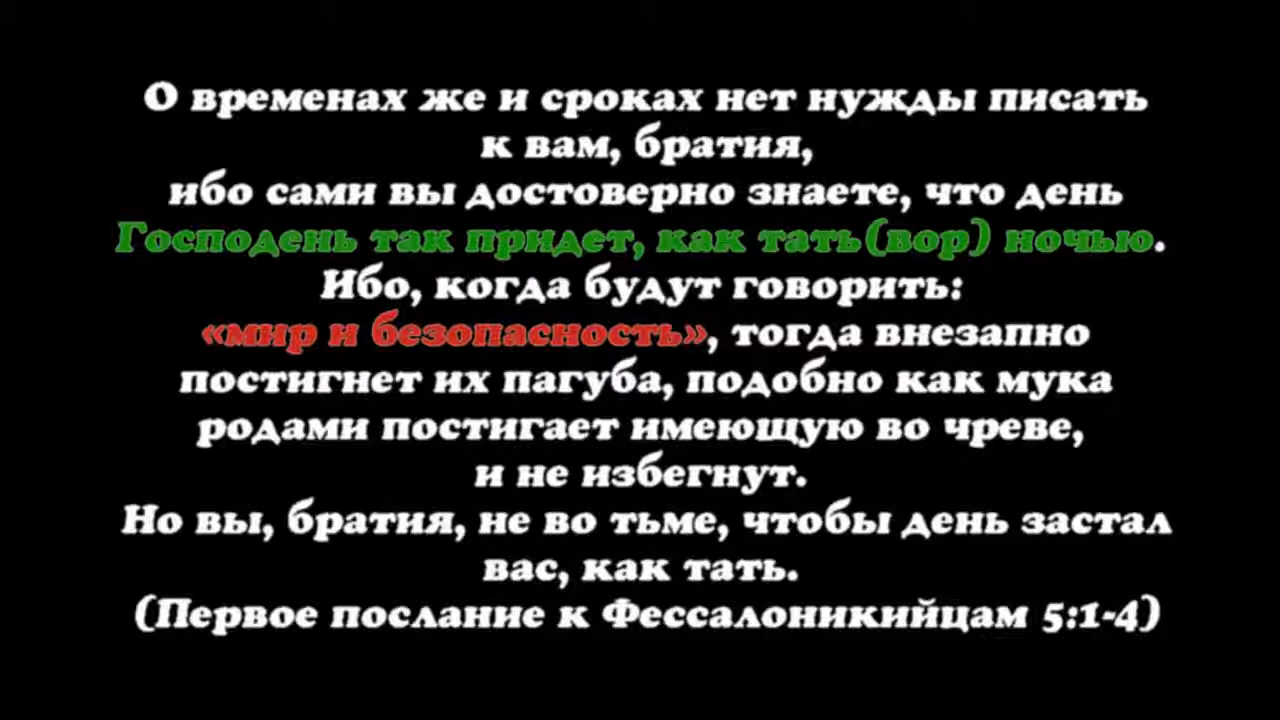 О временах же и сроках нет нужды писать
к вам, братия,
ибо сами вы достоверно знаете, что день
Господень так придет, как тать(вор) ночью.
Ибо, когда будут говорить:
«мир и безопасность», тогда внезапно
постигнет их пагуба, подобно как мука
родами постигает имеющую во чреве,
и не избегнут.
Но вы, братия, не во тьме, чтобы день застал
вас, как тать.
(Первое послание к Фессалоникийцам 5:1-4)